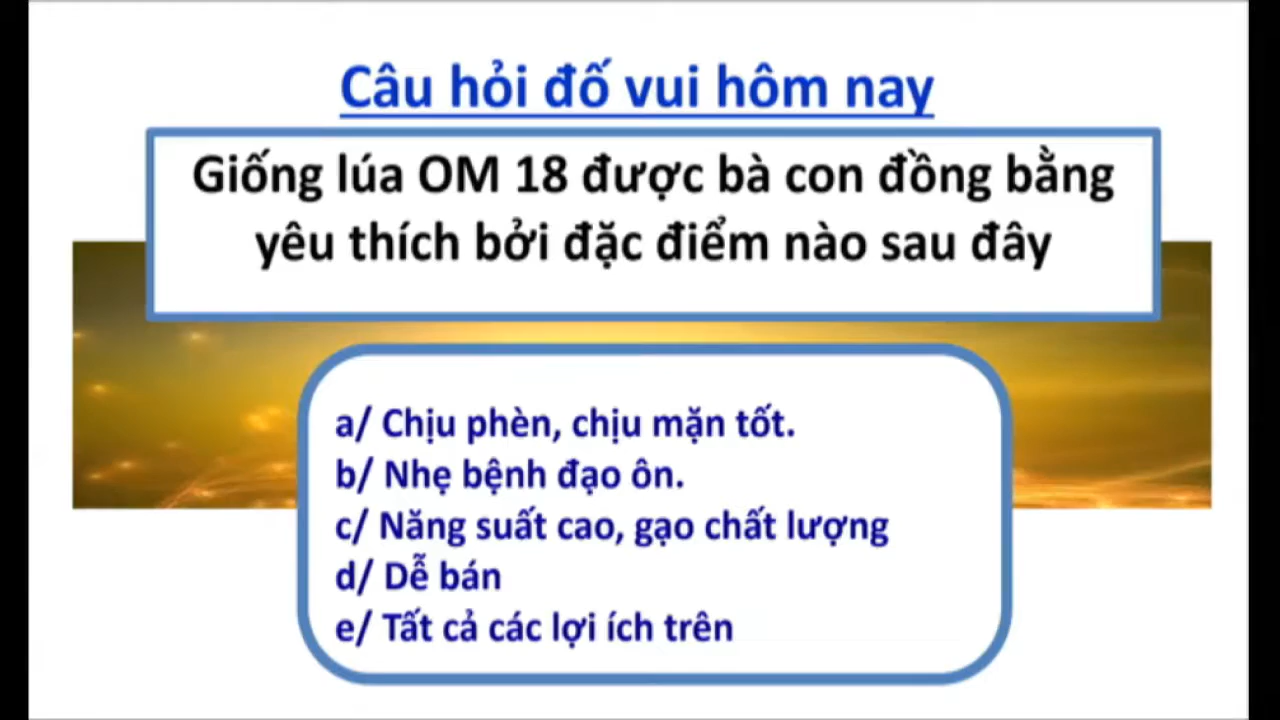 Câu hỏi đố vui hôm nay
Giống lúa OM 18 được bà con đồng bằng
yêu thích bởi đặc điểm nào sau đây
a/ Chịu phèn, chịu mặn tốt.
b/ Nhẹ bệnh đạo ôn.
c/ Năng suất cao, gạo chất lượng
d/ Dễ bán
e/ Tất cả các lợi ích trên